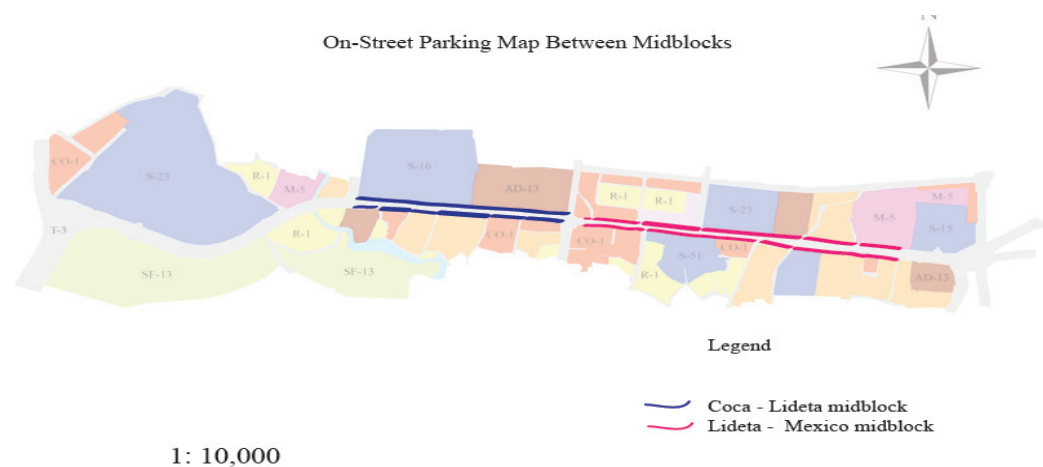 N
On-Street Parking Map Between Midblocks
CO-1
S-23
R-1
M-5
S-16
AD-13
R-1
R-1
S-23
M-5
M-5
S-15
T-3
R-1
CO-1
CO-1
CO-1
SF-13
SF-13
R-1
S-51
AD-13
Legend
Coca - Lideta midblock
Lideta - Mexico midblock
1: 10,000